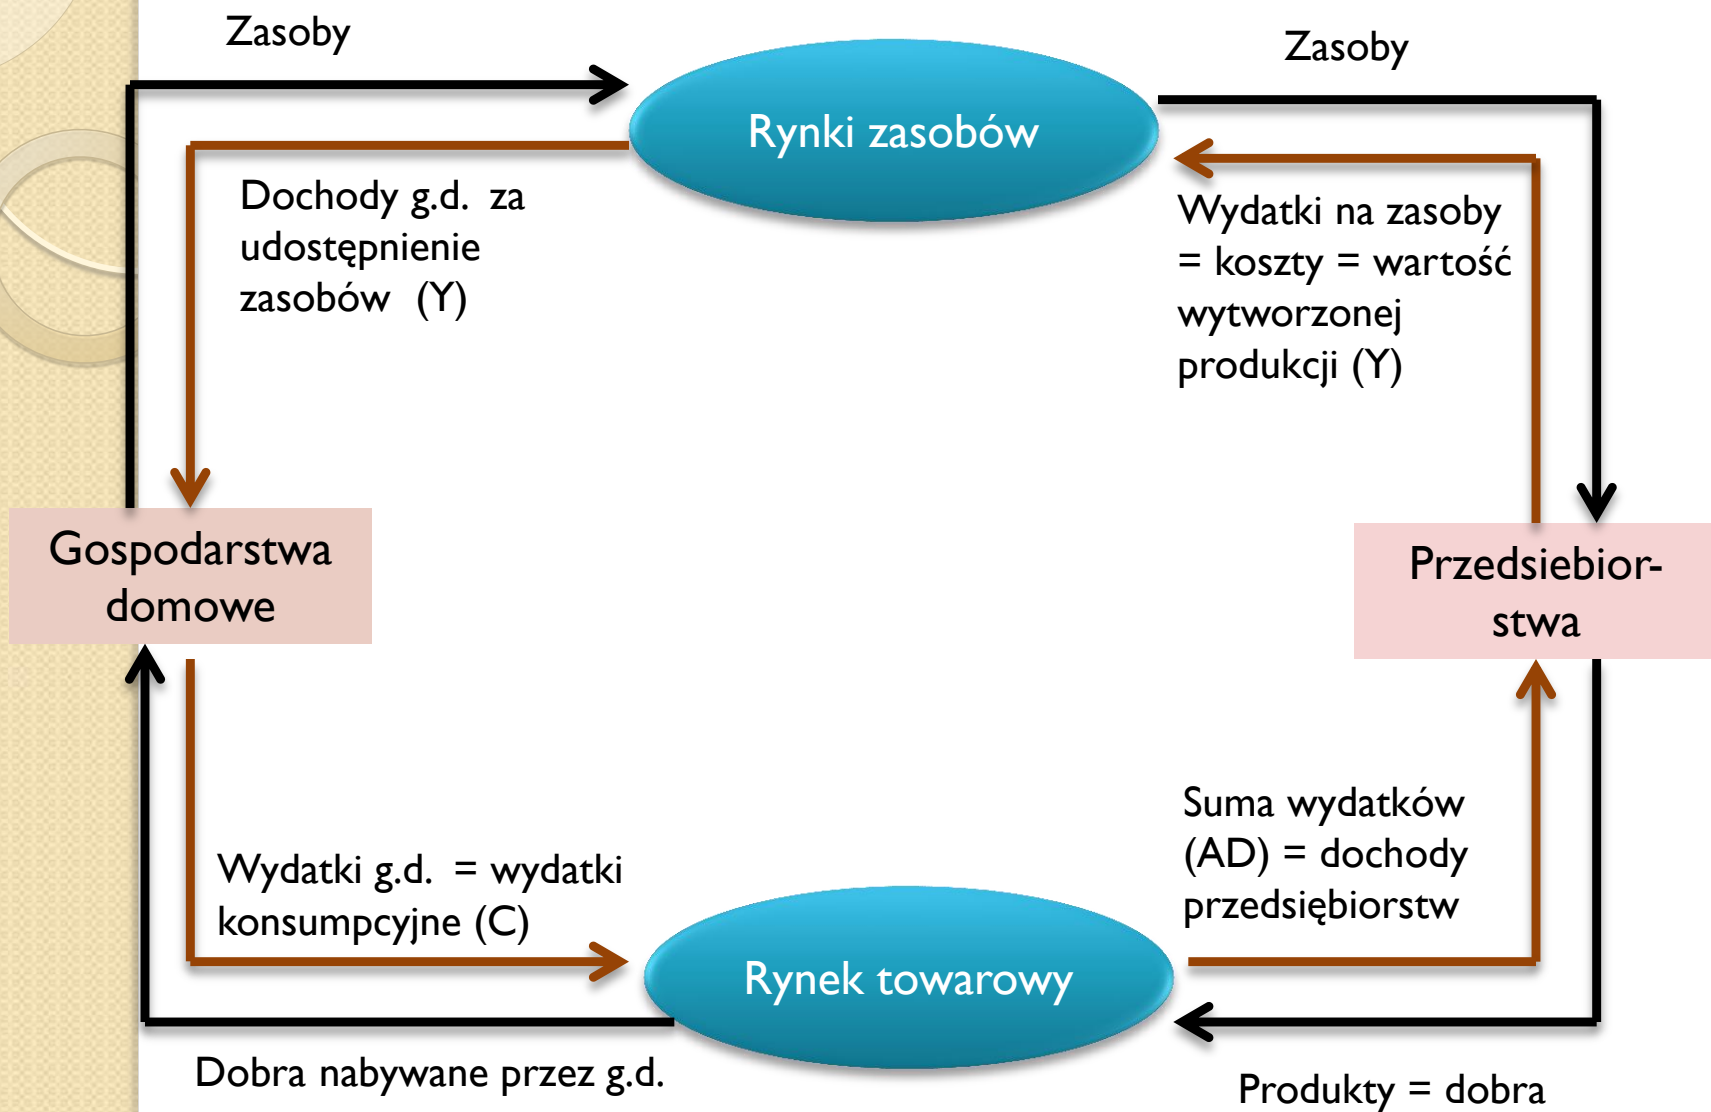 Zasoby
Zasoby
Rynki zasobów
Dochody g.d. za
udostępnienie
zasobów (Y)
Wydatki na zasoby
= koszty = wartość
wytworzonej
produkcji (Y)
Gospodarstwa
domowe
Przedsiebior-
stwa
Wydatki g.d. = wydatki
konsumpcyjne (C)
Suma wydatków
(AD) = dochody
przedsiębiorstw
Rynek towarowy
Dobra nabywane przez g.d.
Produkty = dobra